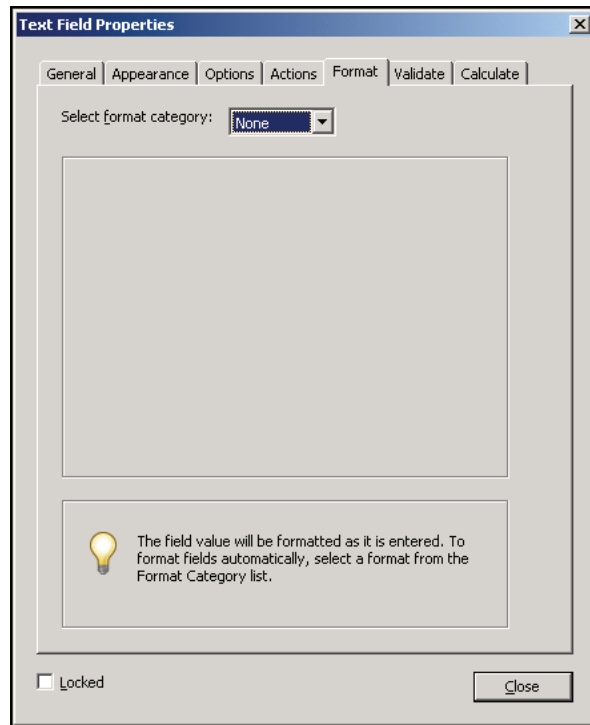 Text Field Properties
General Appearance Options Actions Format Validate Calculate
Select format category: None
The field value will be formatted as it is entered. To
format fields automatically, select a format from the
Format Category list.
Locked Close